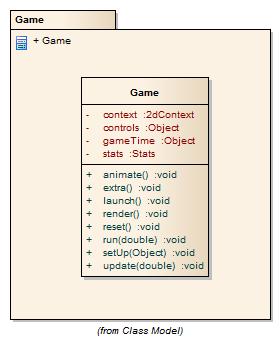 Game
+ Game
Game
- context :2dContext
- controls :Object
- gameTime :Object
- stats :Stats
+ animate() :void
+ extra() :void
+ launch() :void
+ render() :void
+ reset() :void
+ run(double) :void
+ setUp(Object) :void
+ update(double) :void
(from Class Model)